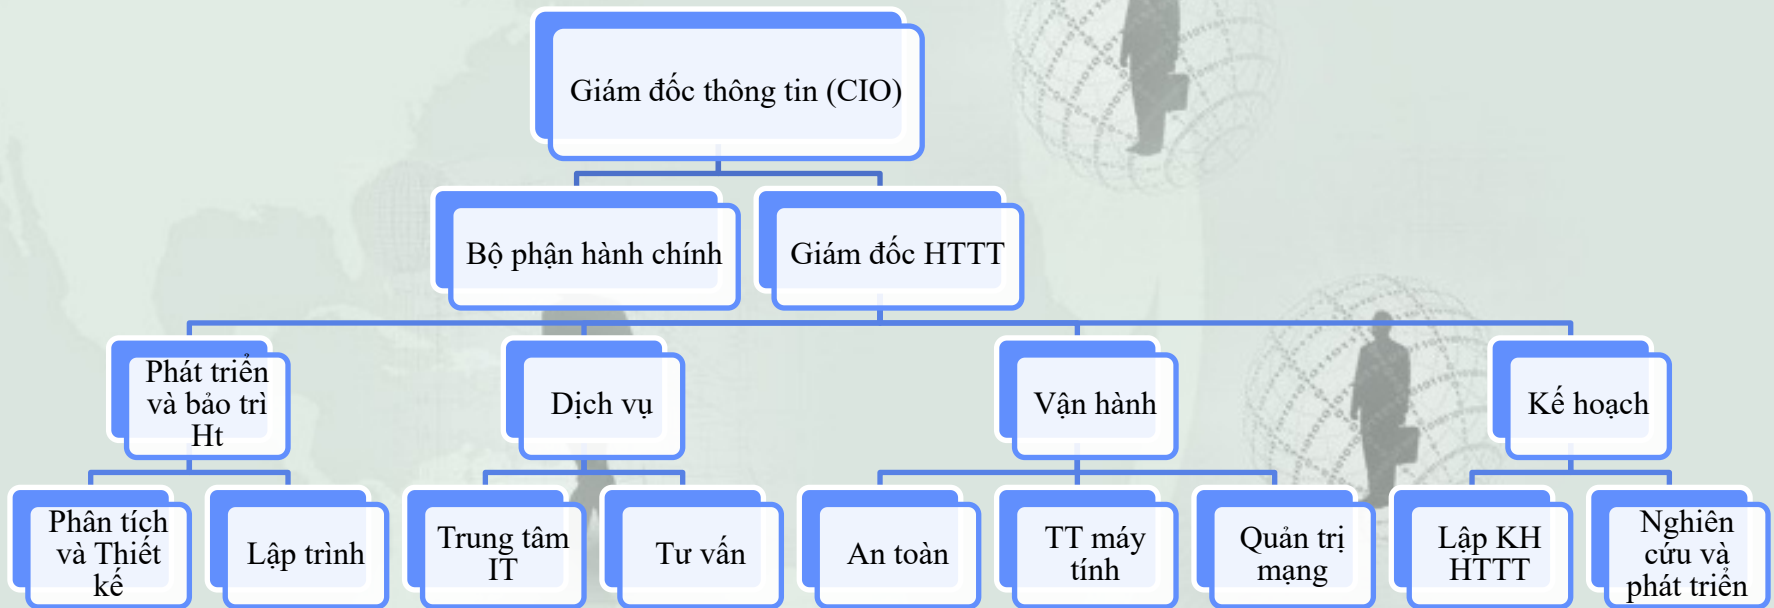 Giám đốc thông tin (CIO)
Bộ phận hành chính
Giám đốc HTTT
Phát triển
và bảo trì
Ht
Dịch vụ
Vận hành
Kế hoạch
Phân tích
và Thiết
kế
Lập trình
Trung tâm
IT
Tư vấn
An toàn
TT máy
tính
Quản trị
mạng
Lập KH
HTTT
Nghiên
cứu và
phát triển